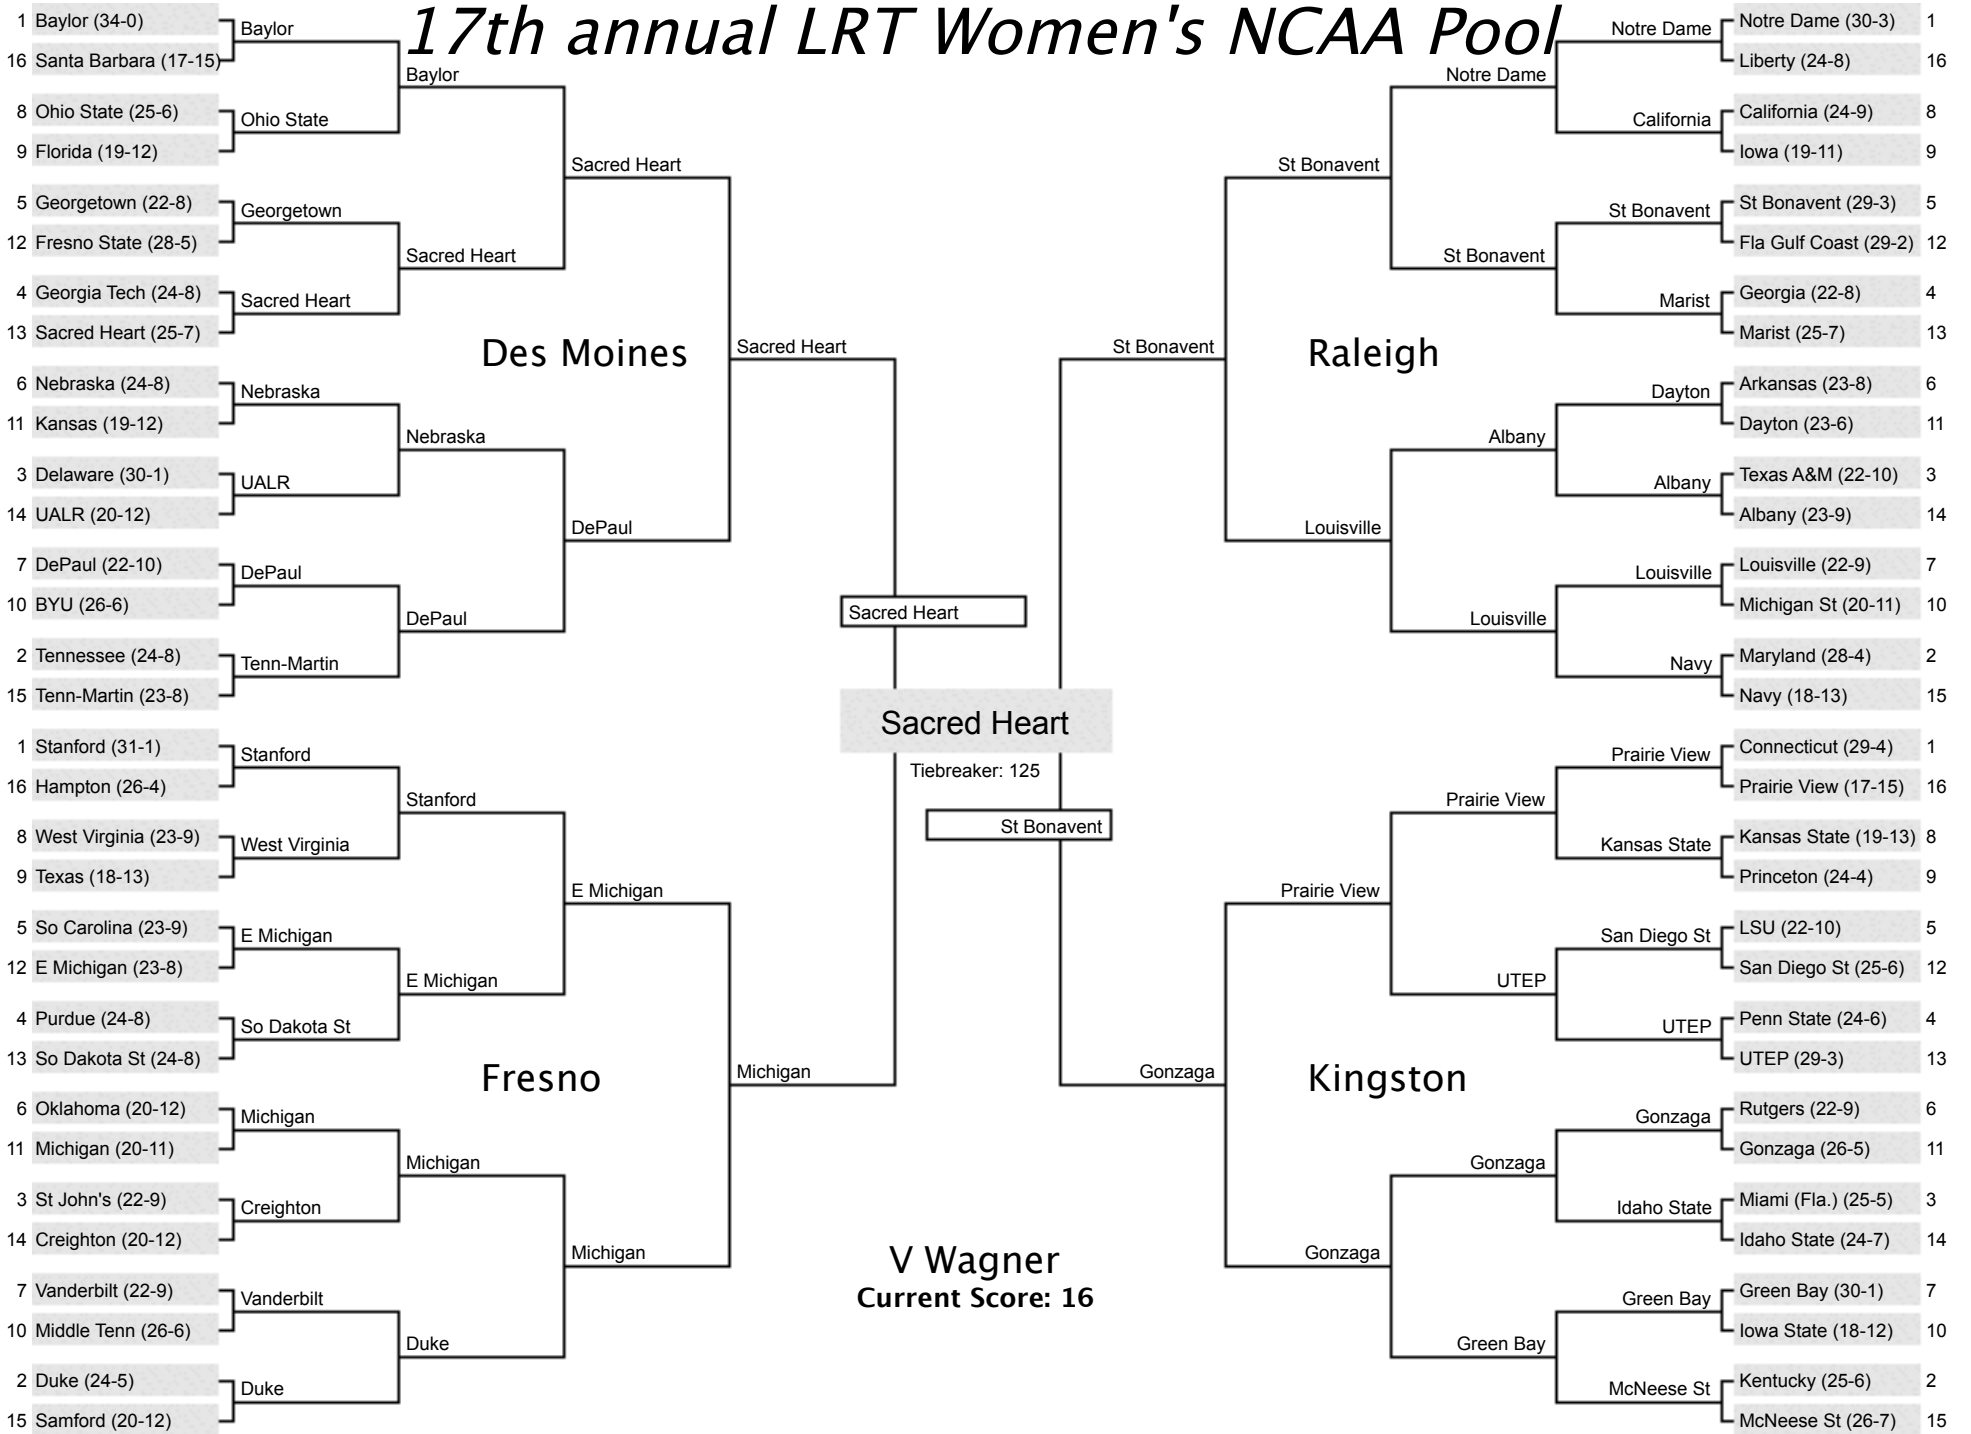 17th annual LRT Women's NCAA Pool
1 Baylor (34-0)
16 Santa Barbara (17-15)
8 Ohio State (25-6)
9 Florida (19-12)
5 Georgetown (22-8)
12 Fresno State (28-5)
4 Georgia Tech (24-8)
13 Sacred Heart (25-7)
6 Nebraska (24-8)
11 Kansas (19-12)
3 Delaware (30-1)
14 UALR (20-12)
7 DePaul (22-10)
10 BYU (26-6)
2 Tennessee (24-8)
15 Tenn-Martin (23-8)
1 Stanford (31-1)
16 Hampton (26-4)
8 West Virginia (23-9)
9 Texas (18-13)
5 So Carolina (23-9)
12 E Michigan (23-8)
4 Purdue (24-8)
13 So Dakota St (24-8)
6 Oklahoma (20-12)
11 Michigan (20-11)
3 St John's (22-9)
14 Creighton (20-12)
7 Vanderbilt (22-9)
10 Middle Tenn (26-6)
2 Duke (24-5)
15 Samford (20-12)
Baylor
Ohio State
Georgetown
Sacred Heart
Nebraska
UALR
DePaul
Tenn-Martin
Stanford
West Virginia
E Michigan
So Dakota St
Michigan
Creighton
Vanderbilt
Duke
Baylor
Sacred Heart
Nebraska
DePaul
Stanford
E Michigan
Michigan
Duke
Sacred Heart
DePaul
E Michigan
Michigan
Des Moines
Fresno
Sacred Heart
Michigan
Sacred Heart
Sacred Heart
Tiebreaker: 125
St Bonavent
V Wagner
Current Score: 16
St Bonavent
Gonzaga
Raleigh
Kingston
St Bonavent
Louisville
Prairie View
Gonzaga
Notre Dame
St Bonavent
Albany
Louisville
Prairie View
UTEP
Gonzaga
Green Bay
Notre Dame
California
St Bonavent
Marist
Dayton
Albany
Louisville
Navy
Prairie View
Kansas State
San Diego St
UTEP
Gonzaga
Idaho State
Green Bay
McNeese St
Notre Dame (30-3) 1
Liberty (24-8) 16
California (24-9) 8
Iowa (19-11) 9
St Bonavent (29-3) 5
Fla Gulf Coast (29-2) 12
Georgia (22-8) 4
Marist (25-7) 13
Arkansas (23-8) 6
Dayton (23-6) 11
Texas A&M (22-10) 3
Albany (23-9) 14
Louisville (22-9) 7
Michigan St (20-11) 10
Maryland (28-4) 2
Navy (18-13) 15
Connecticut (29-4) 1
Prairie View (17-15) 16
Kansas State (19-13) 8
Princeton (24-4) 9
LSU (22-10) 5
San Diego St (25-6) 12
Penn State (24-6) 4
UTEP (29-3) 13
Rutgers (22-9) 6
Gonzaga (26-5) 11
Miami (Fla.) (25-5) 3
Idaho State (24-7) 14
Green Bay (30-1) 7
Iowa State (18-12) 10
Kentucky (25-6) 2
McNeese St (26-7) 15